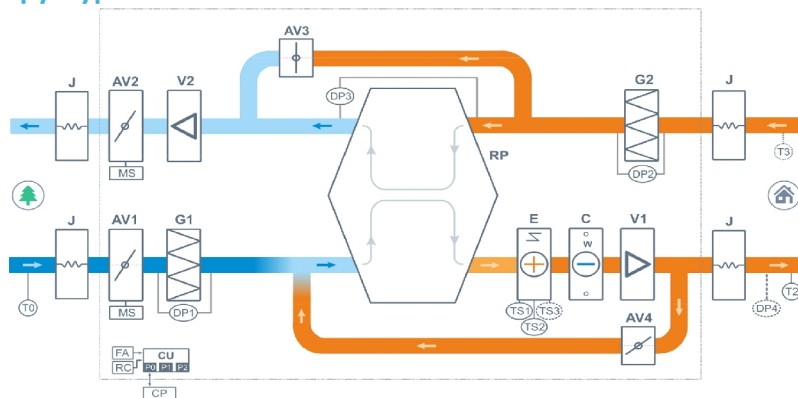 AV3
J
AV2
V2
G2
J
DP3
RP
MS
DP2
T3
J
AV1
G1
E
C
V1
J
W
T0
MS
DP1
TS1
TS3
TS2
DP4
T2
AV4
FA
CU
RC
P0 P1 P2
CP